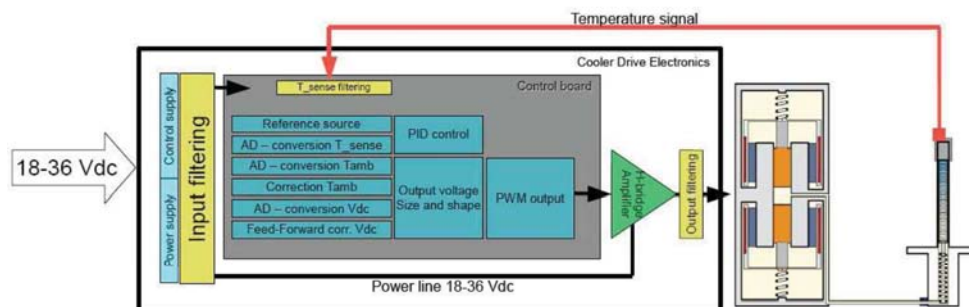 Temperature signal
Cooler Drive Electronics
Control board
T_sense filtering
18-36 Vdc
Control supply
Power supply
Input filtering
Reference source
AD – conversion T_sense
AD – conversion Tamb
Correction Tamb
AD – conversion Vdc
Feed-Forward corr. Vdc
PID control
Output voltage
Size and shape
PWM output
H-bridge
Amplifier
Output filtering
Power line 18-36 Vdc